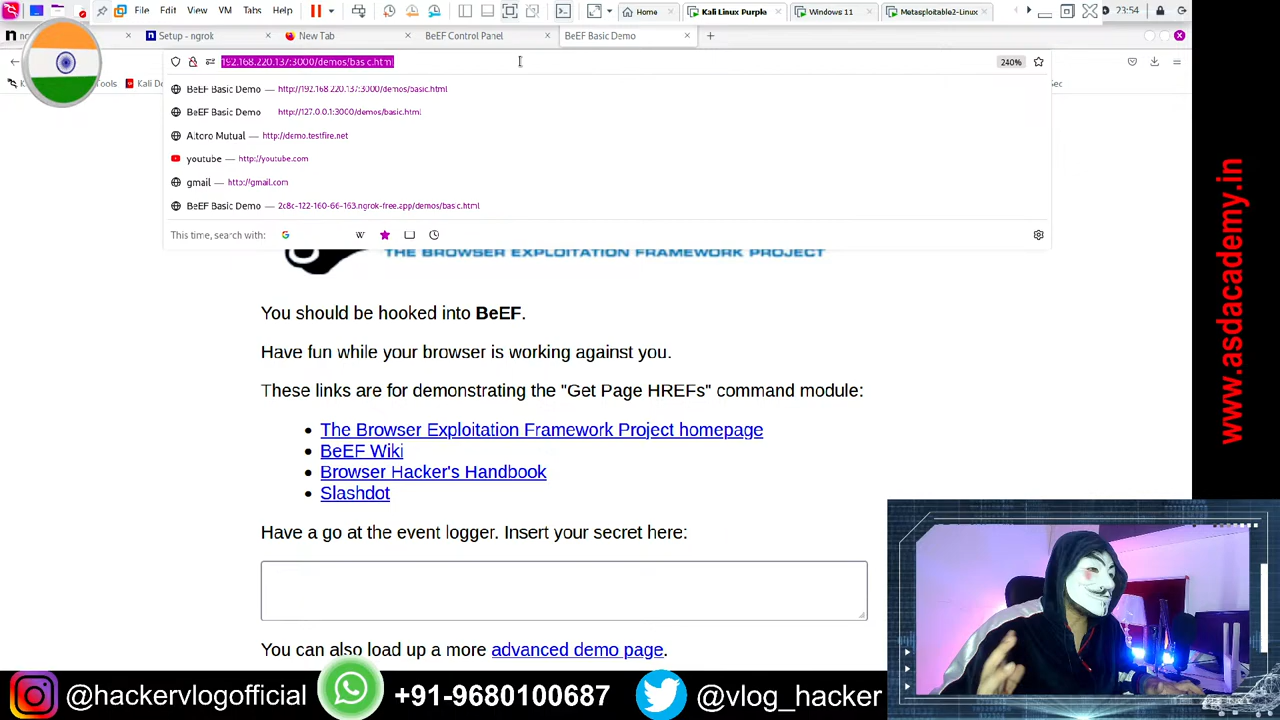 File Edit View VM Tabs Help
Home
Kali Linux Purple
Windows 11
Metasploitable2-Linux
23:54
Setup - ngrok
New Tab
BeEF Control Panel
BeEF Basic Demo
192.168.220.137:3000/demos/basic.html
240%
Tools
Kali Do
Sec
BeEF Basic Demo — http://192.168.220.137:3000/demos/basic.html
BeEF Basic Demo http://127.0.0.1:3000/demos/basic.html
Altoro Mutual — http://demo.testfire.net
youtube — http://youtube.com
gmail — http://gmail.com
BeEF Basic Demo — 2c8c-122-160-66-163.ngrok-free.app/demos/basic.html
This time, search with:
THE BROWSER EXPLOITATION FRAMEWORK PROJECT
You should be hooked into BeEF.
Have fun while your browser is working against you.
These links are for demonstrating the "Get Page HREFs" command module:
The Browser Exploitation Framework Project homepage
BeEF Wiki
Browser Hacker's Handbook
Slashdot
Have a go at the event logger. Insert your secret here:
You can also load up a more advanced demo page.
www.asdacademy.in
@hackervlogofficial
+91-9680100687
@vlog_hacker